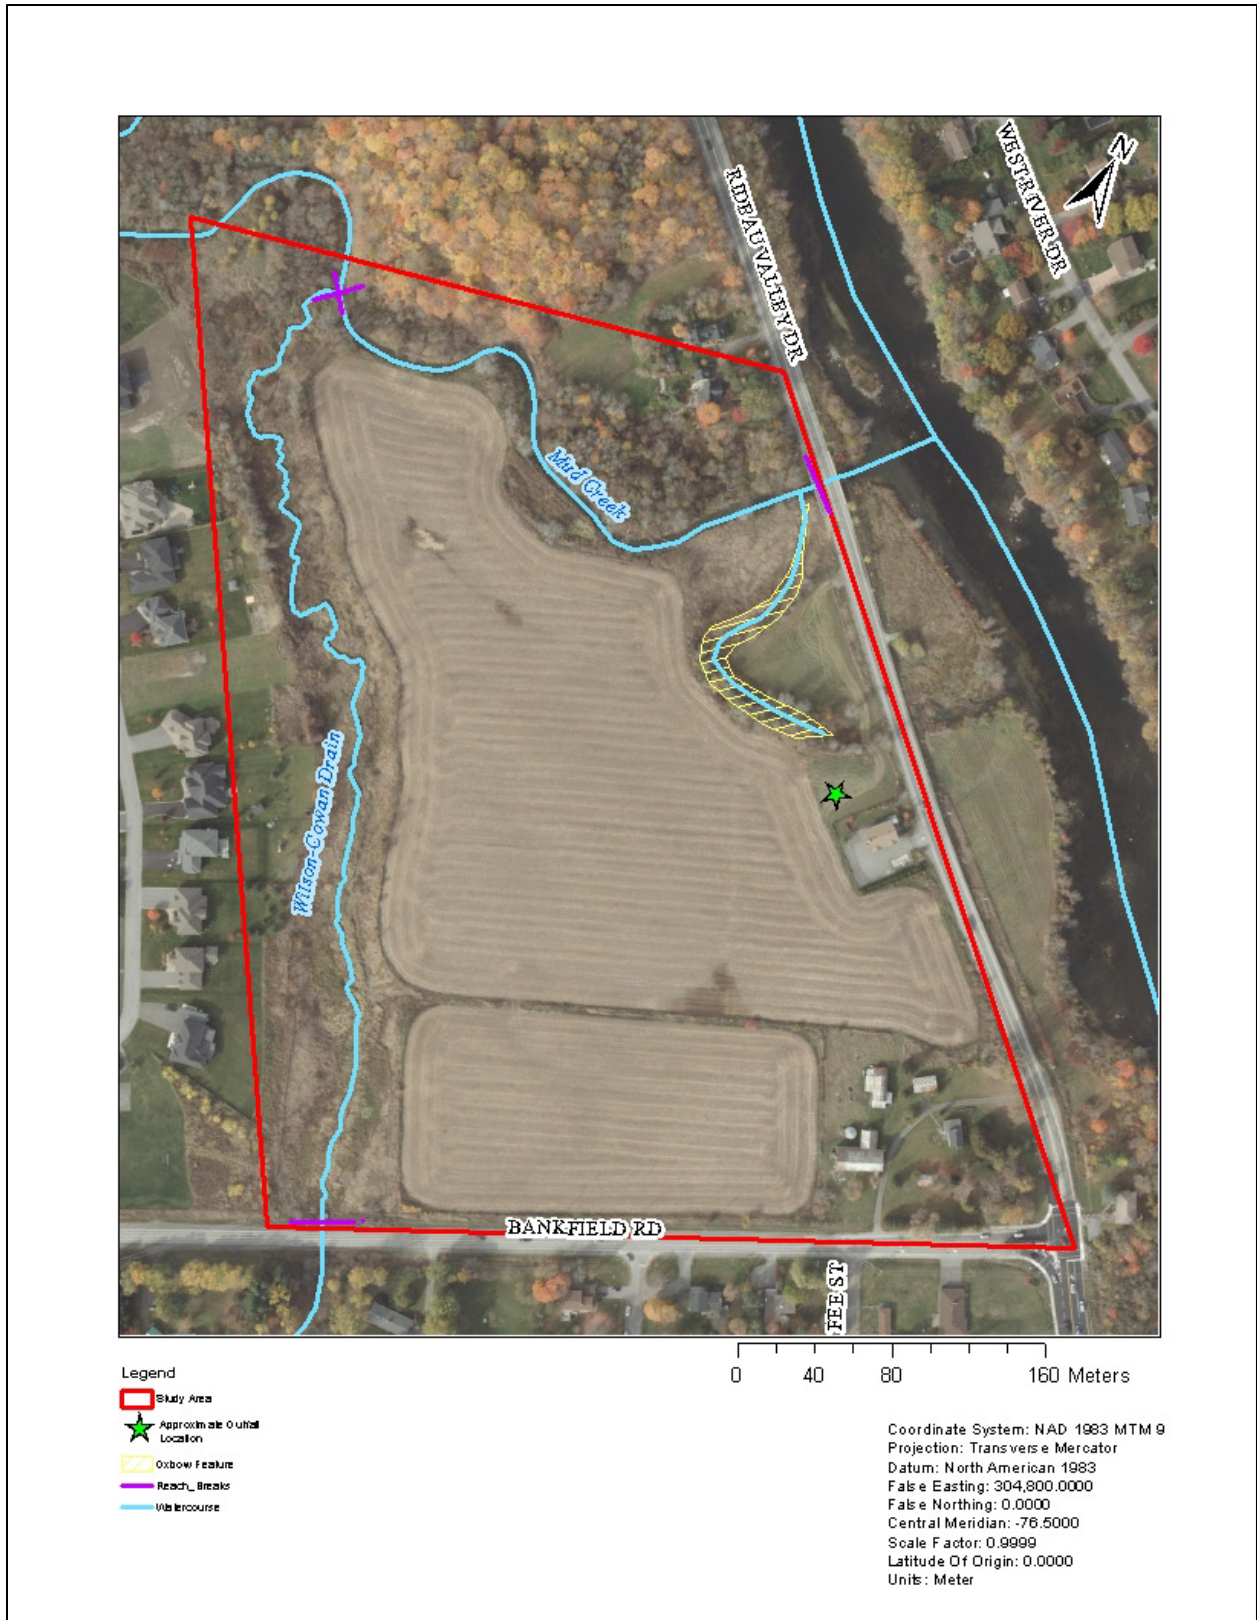 N
WEST RIVER DR
RIDEAU VALLEY DR
Mud Creek
Wilson-Cowan Drain
BANKFIELD RD
FEE ST
0 40 80 160 Meters
Legend
Study Area
Approximate Outfall
Location
Oxbow Feature
Reach_Breaks
Watercourse
Coordinate System: NAD 1983 MTM 9
Projection: Transverse Mercator
Datum: North American 1983
False Easting: 304,800.0000
False Northing: 0.0000
Central Meridian: -76.5000
Scale Factor: 0.9999
Latitude Of Origin: 0.0000
Units: Meter